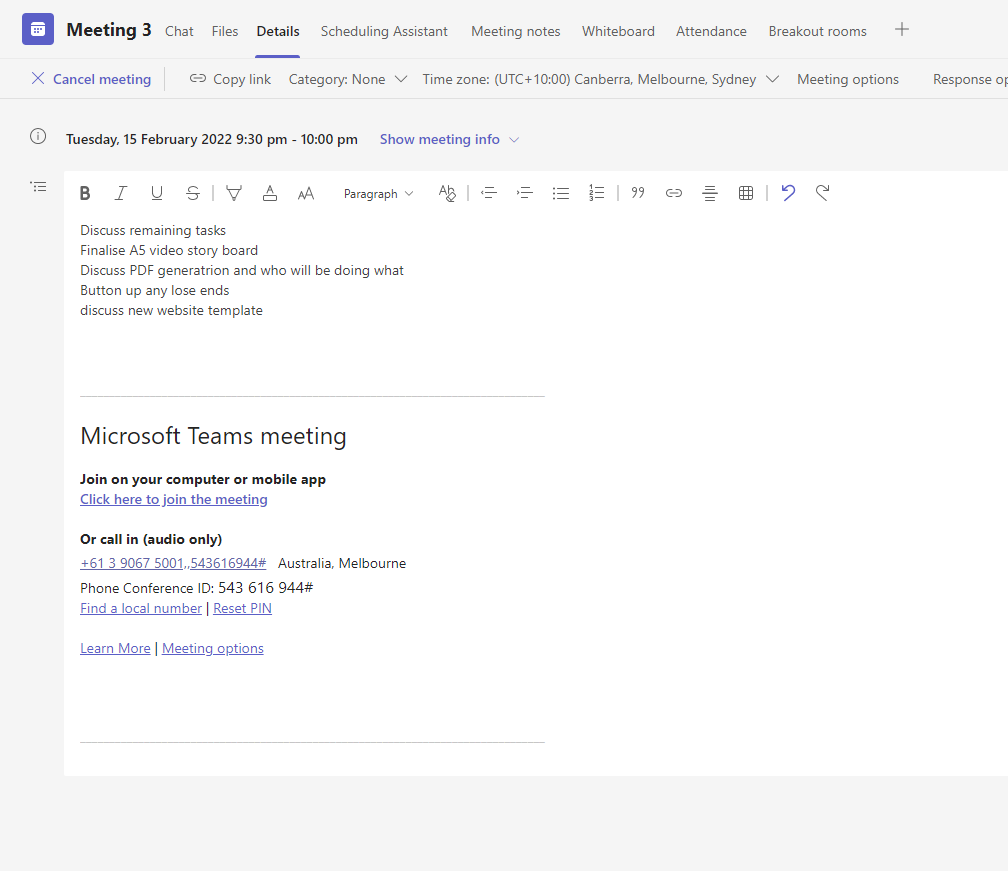 Meeting 3 Chat Files Details Scheduling Assistant Meeting notes Whiteboard Attendance Breakout rooms
Cancel meeting Copy link Category: None Time zone: (UTC+10:00) Canberra, Melbourne, Sydney Meeting options Response op
Tuesday, 15 February 2022 9:30 pm - 10:00 pm Show meeting info
B I U S A AA Paragraph Ab
Discuss remaining tasks
Finalise A5 video story board
Discuss PDF generatrion and who will be doing what
Button up any lose ends
discuss new website template
Microsoft Teams meeting
Join on your computer or mobile app
Click here to join the meeting
Or call in (audio only)
+61 3 9067 5001,,543616944# Australia, Melbourne
Phone Conference ID: 543 616 944#
Find a local number | Reset PIN
Learn More | Meeting options